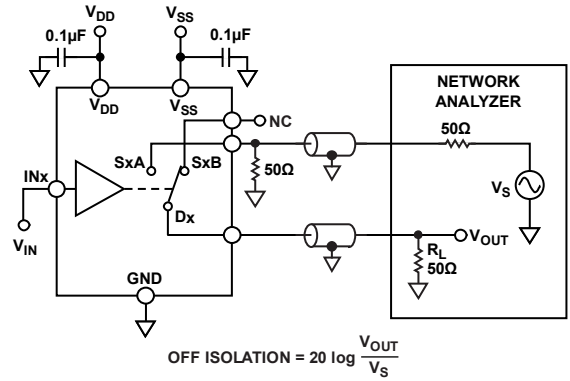 VDD
VSS
0.1µF
0.1µF
VDD
VSS
NC
NETWORK
ANALYZER
50Ω
SxA
SxB
50Ω
INx
VS
Dx
VOUT
VIN
RL
50Ω
GND
OFF ISOLATION = 20 log VOUT
VS